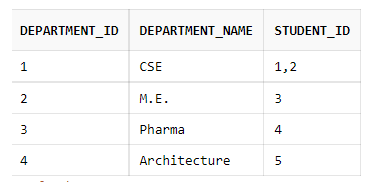 DEPARTMENT_ID DEPARTMENT_NAME STUDENT_ID
1 CSE 1,2
2 M.E. 3
3 Pharma 4
4 Architecture 5